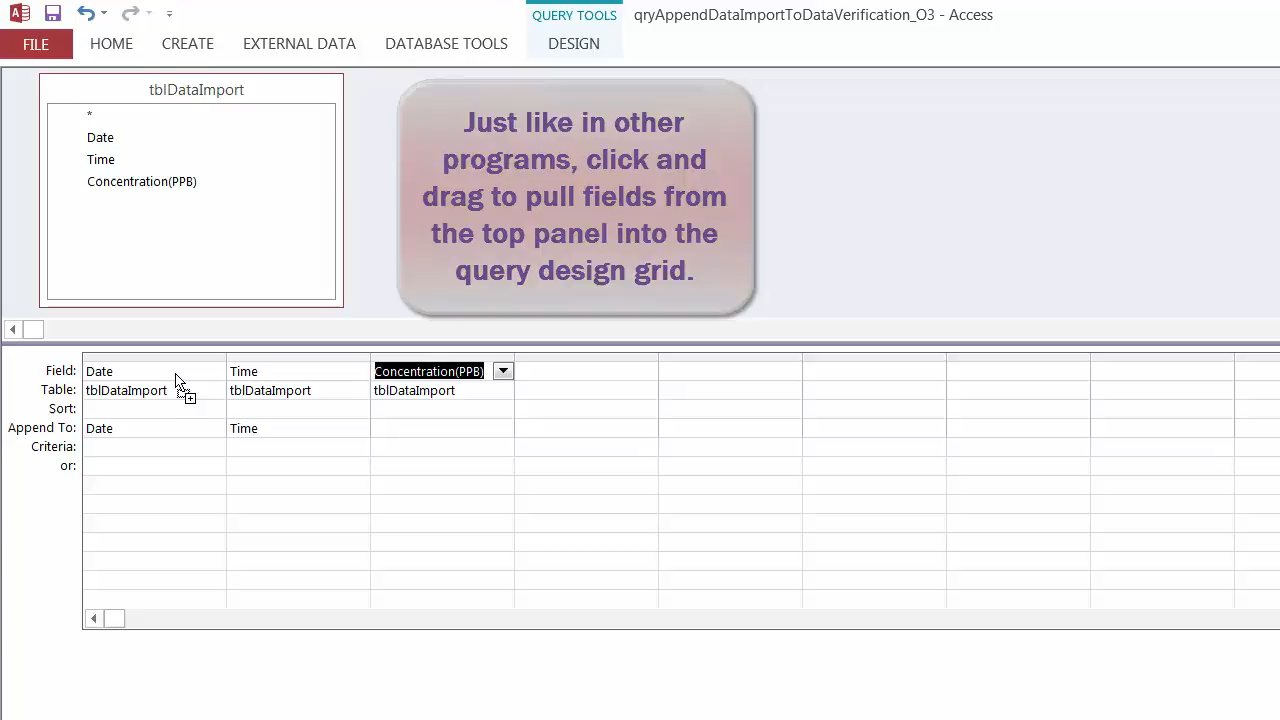 QUERY TOOLS qryAppendDataImportToDataVerification_O3 - Access
FILE HOME CREATE EXTERNAL DATA DATABASE TOOLS DESIGN
tblDataImport
*
Date
Time
Concentration(PPB)
Just like in other
programs, click and
drag to pull fields from
the top panel into the
query design grid.
Field: Date Time Concentration(PPB)
Table: tblDataImport tblDataImport tblDataImport
Sort:
Append To: Date Time
Criteria:
or: